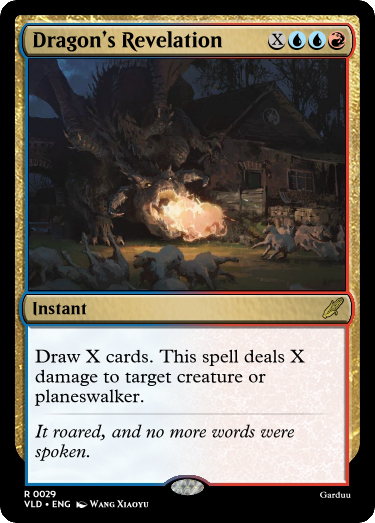 Dragon's Revelation X
Instant
Draw X cards. This spell deals X
damage to target creature or
planeswalker.
It roared, and no more words were
spoken.
R 0029
VLD • ENG Wang Xiaoyu
Garduu